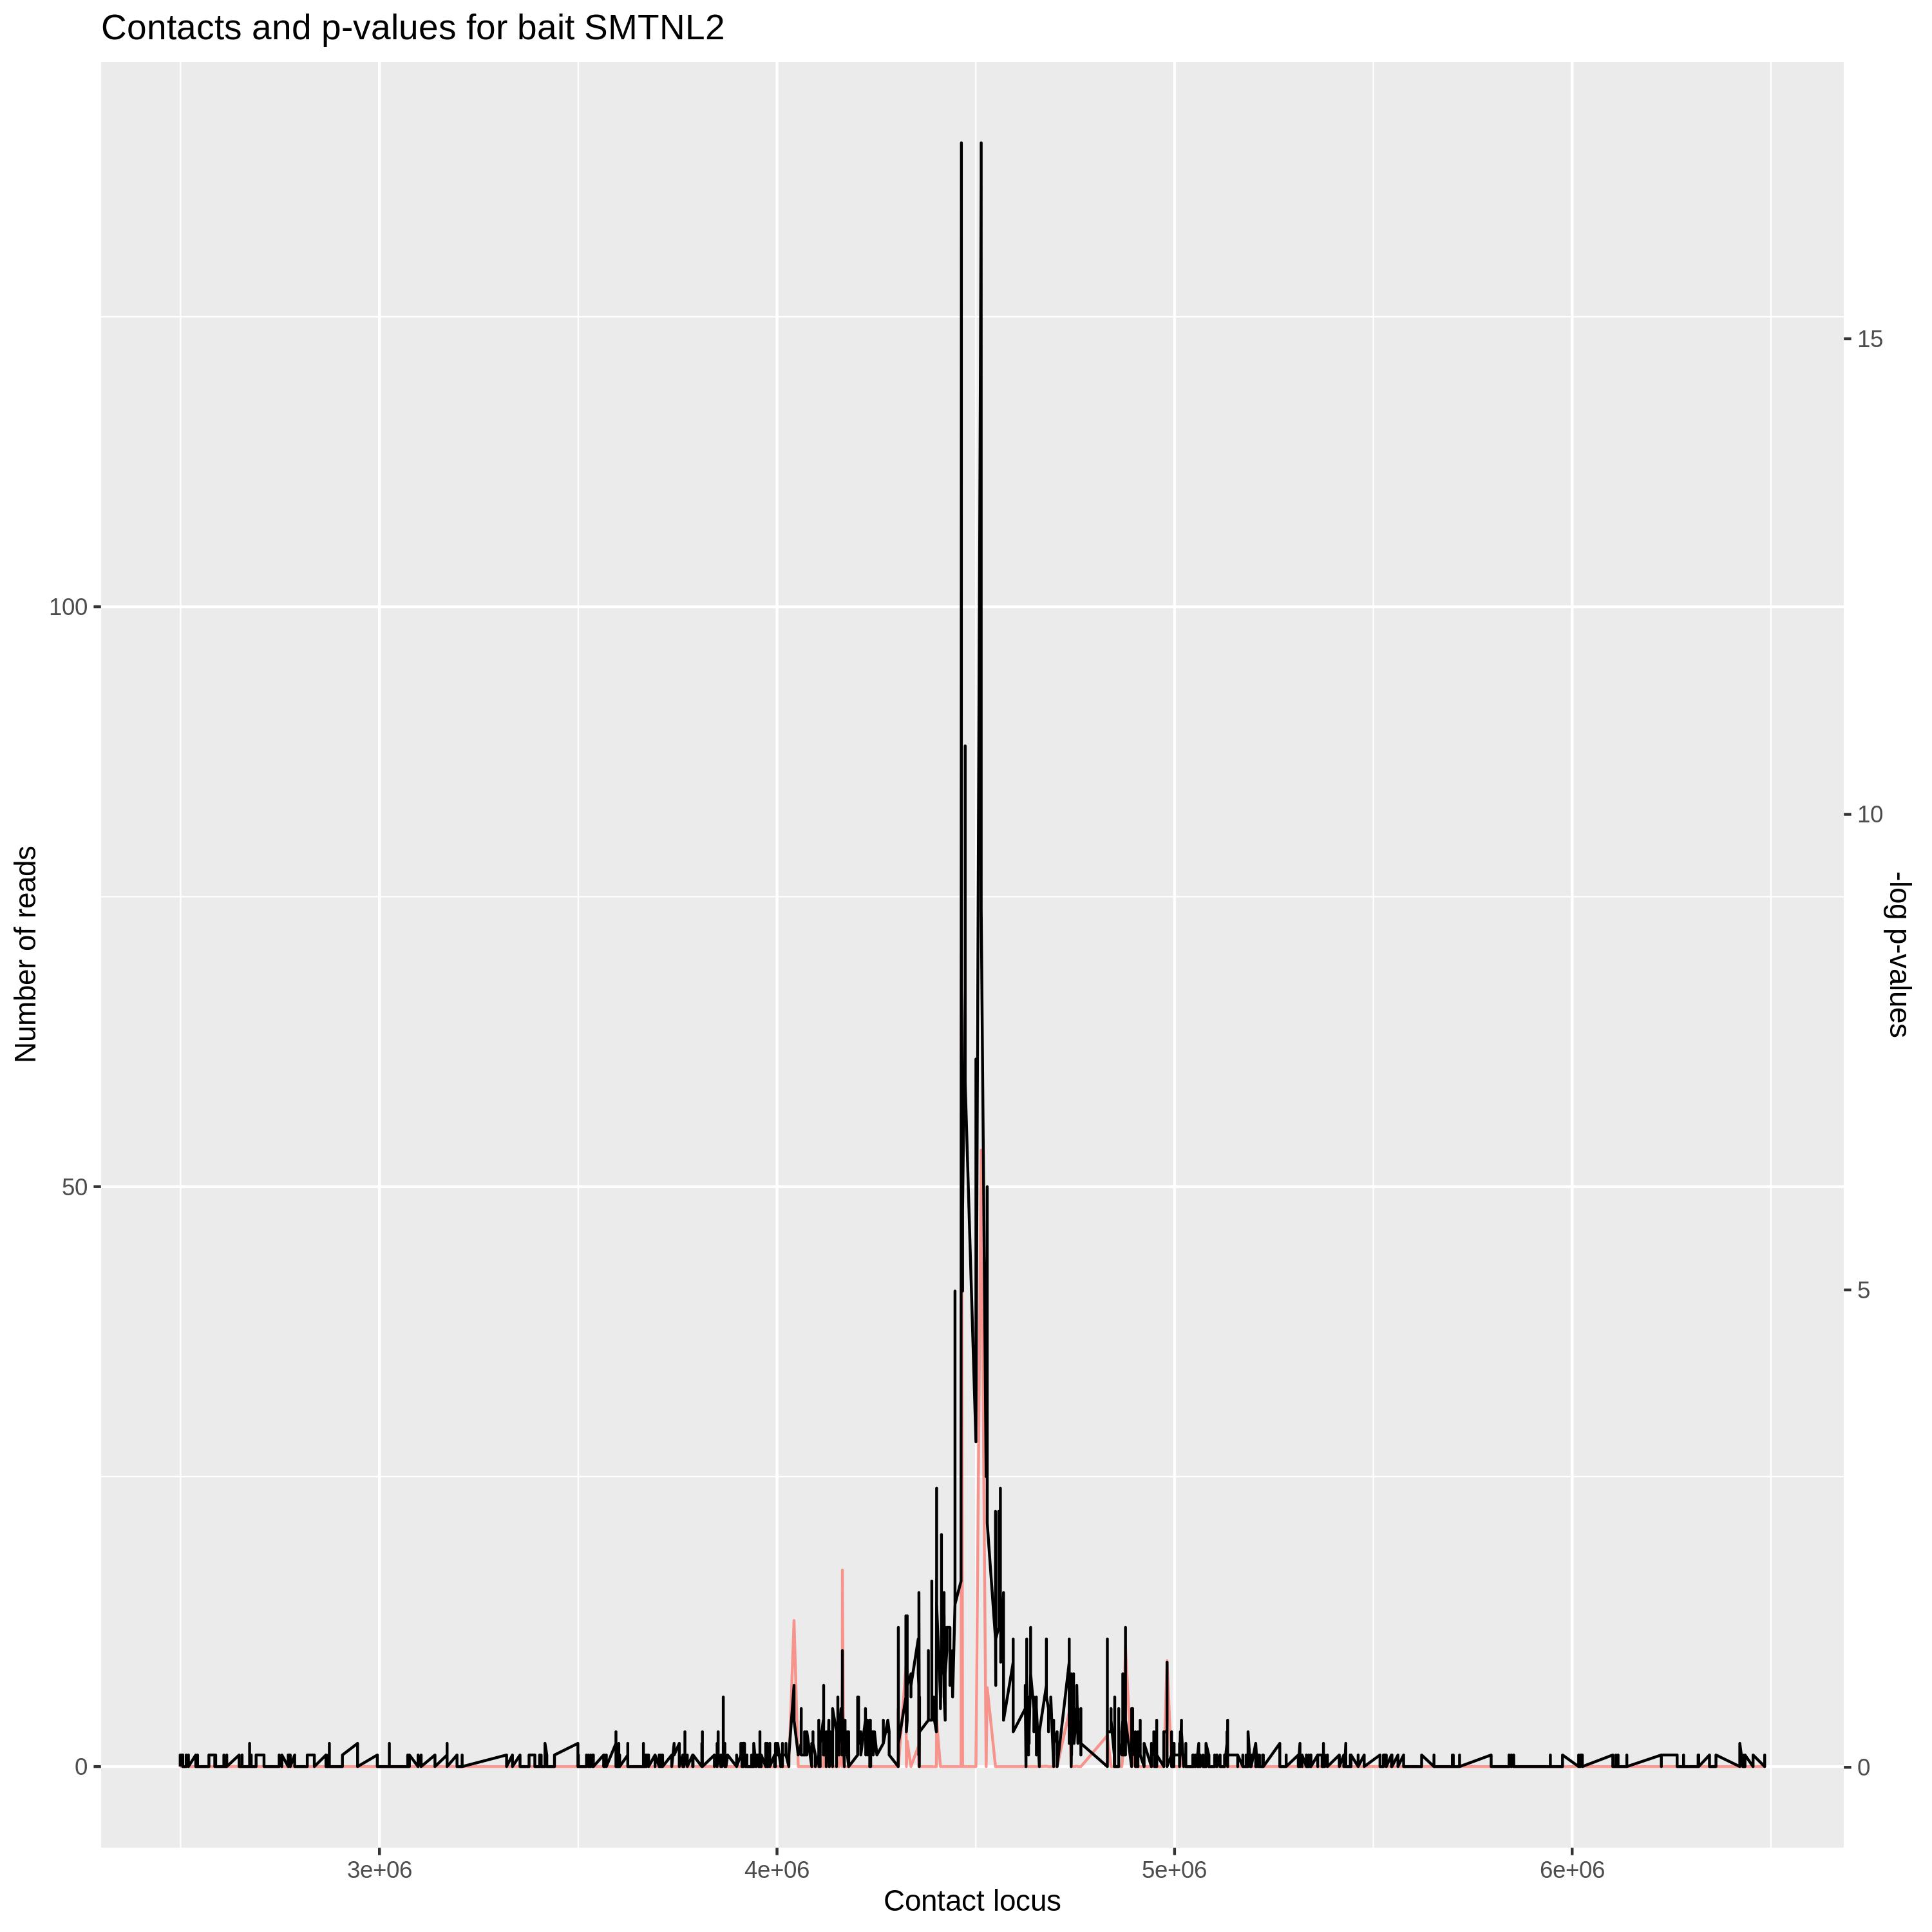 Contacts and p-values for bait SMTNL2
Number of reads
100
50
0
15
10
5
0
-log p-values
3e+06 4e+06 5e+06 6e+06
Contact locus